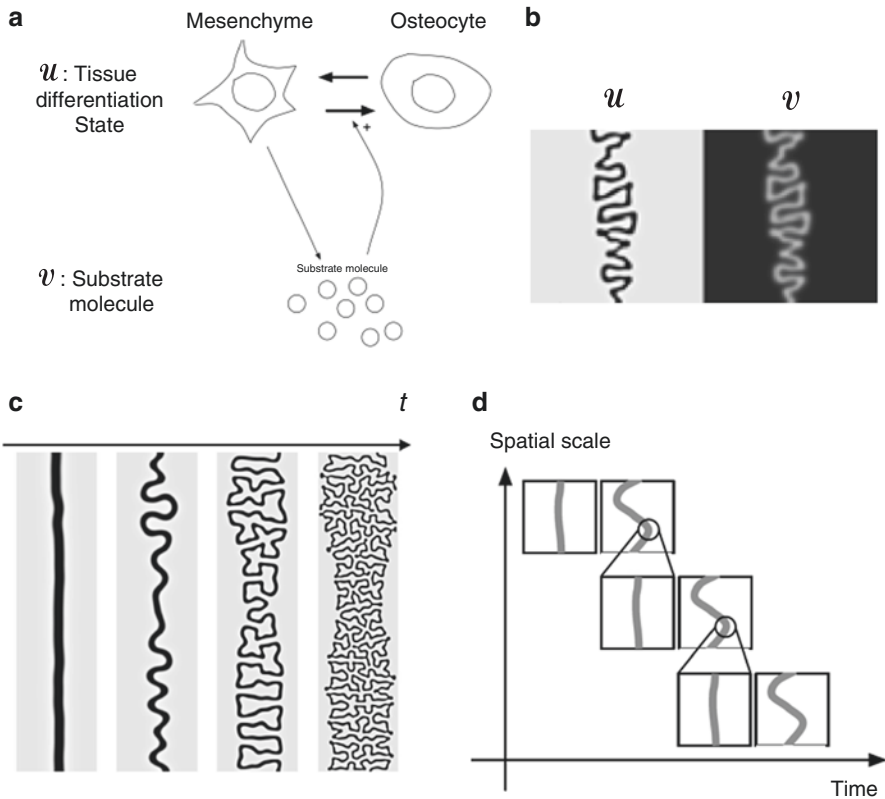 a
Mesenchyme
Osteocyte
u : Tissue
differentiation
State
+
Substrate molecule
v : Substrate
molecule
b
u
v
c
t
d
Spatial scale
Time